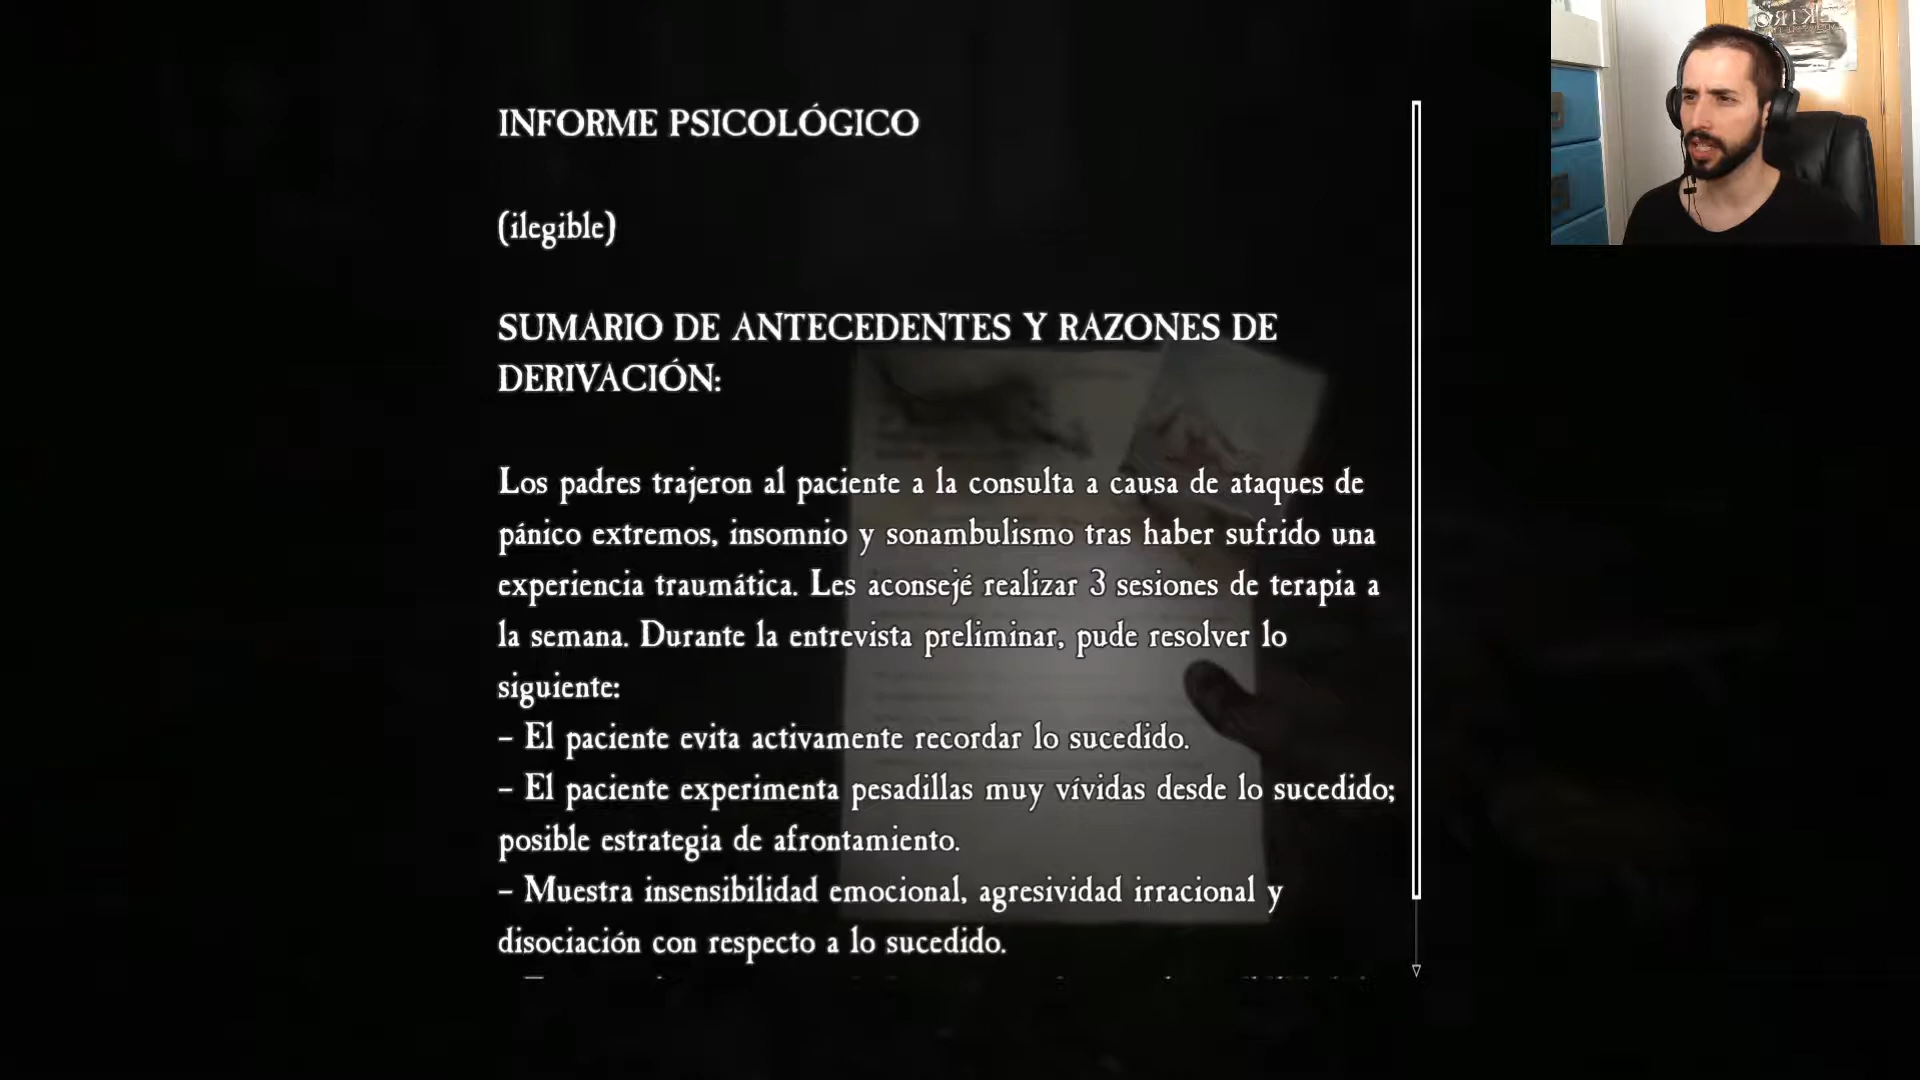 INFORME PSICOLÓGICO
(ilegible)
SUMARIO DE ANTECEDENTES Y RAZONES DE
DERIVACIÓN:
Los padres trajeron al paciente a la consulta a causa de ataques de
pánico extremos, insomnio y sonambulismo tras haber sufrido una
experiencia traumática. Les aconsejé realizar 3 sesiones de terapia a
la semana. Durante la entrevista preliminar, pude resolver lo
siguiente:
- El paciente evita activamente recordar lo sucedido.
- El paciente experimenta pesadillas muy vívidas desde lo sucedido;
posible estrategia de afrontamiento.
- Muestra insensibilidad emocional, agresividad irracional y
disociación con respecto a lo sucedido.